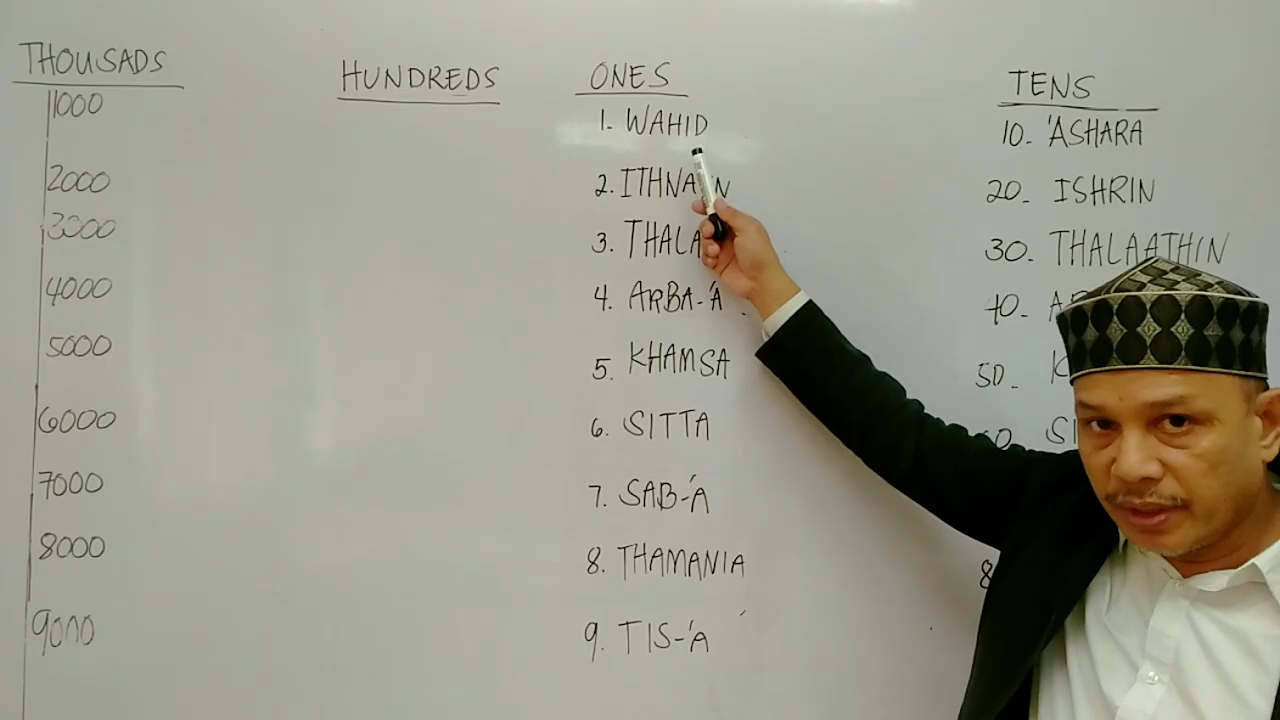 THOUSADS
1000
2000
3000
4000
5000
6000
7000
8000
9000
HUNDREDS
ONES
1. WAHID
2.
3.
4. ARBA-'A
5. KHAMSA
6. SITTA
7. SAB-'A
8. THAMANIA
9. TIS-'A
TENS
10. 'ASHARA
20- ISHRIN
30. THALAATHIN
40-
50-